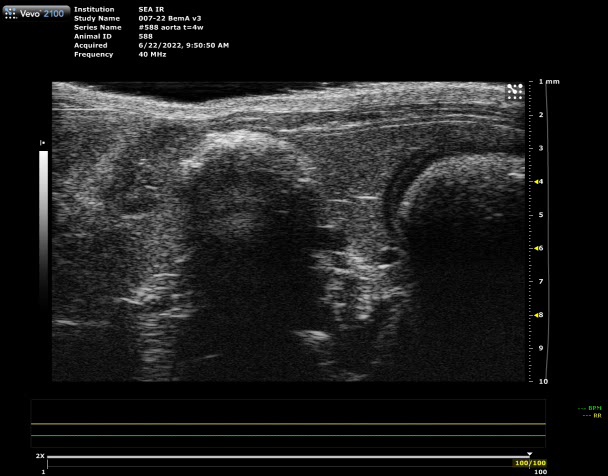 Vevo 2100
Institution SEA IR
Study Name 007-22 BemA v3
Series Name #588 aorta t=4w
Animal ID 588
Acquired 6/22/2022, 9:50:50 AM
Frequency 40 MHz
1 mm
2
3
4
5
6
7
8
9
10
--- BPM
--- RR
2X
100/100
1 100